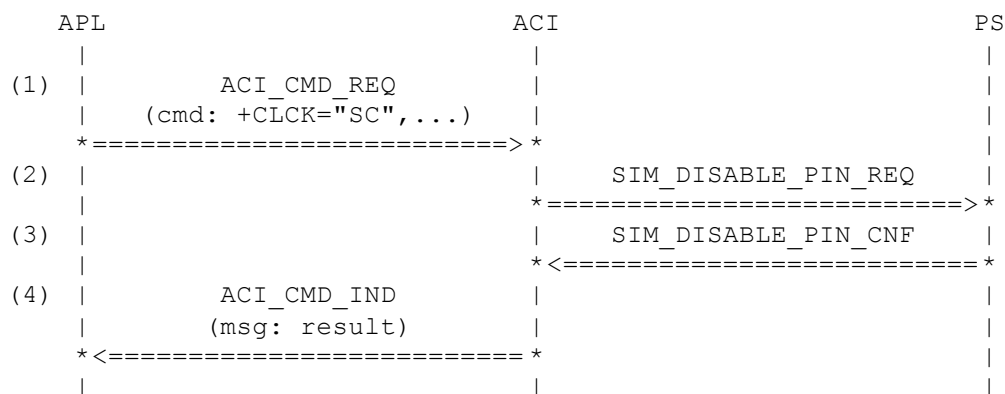 APL ACI PS
| | |
(1) | ACI_CMD_REQ | |
| (cmd: +CLCK="SC",...) | |
*==========================>* |
(2) | | SIM_DISABLE_PIN_REQ |
| *==========================>*
(3) | | SIM_DISABLE_PIN_CNF |
| *<==========================*
(4) | ACI_CMD_IND | |
| (msg: result) | |
*<==========================* |
| | |